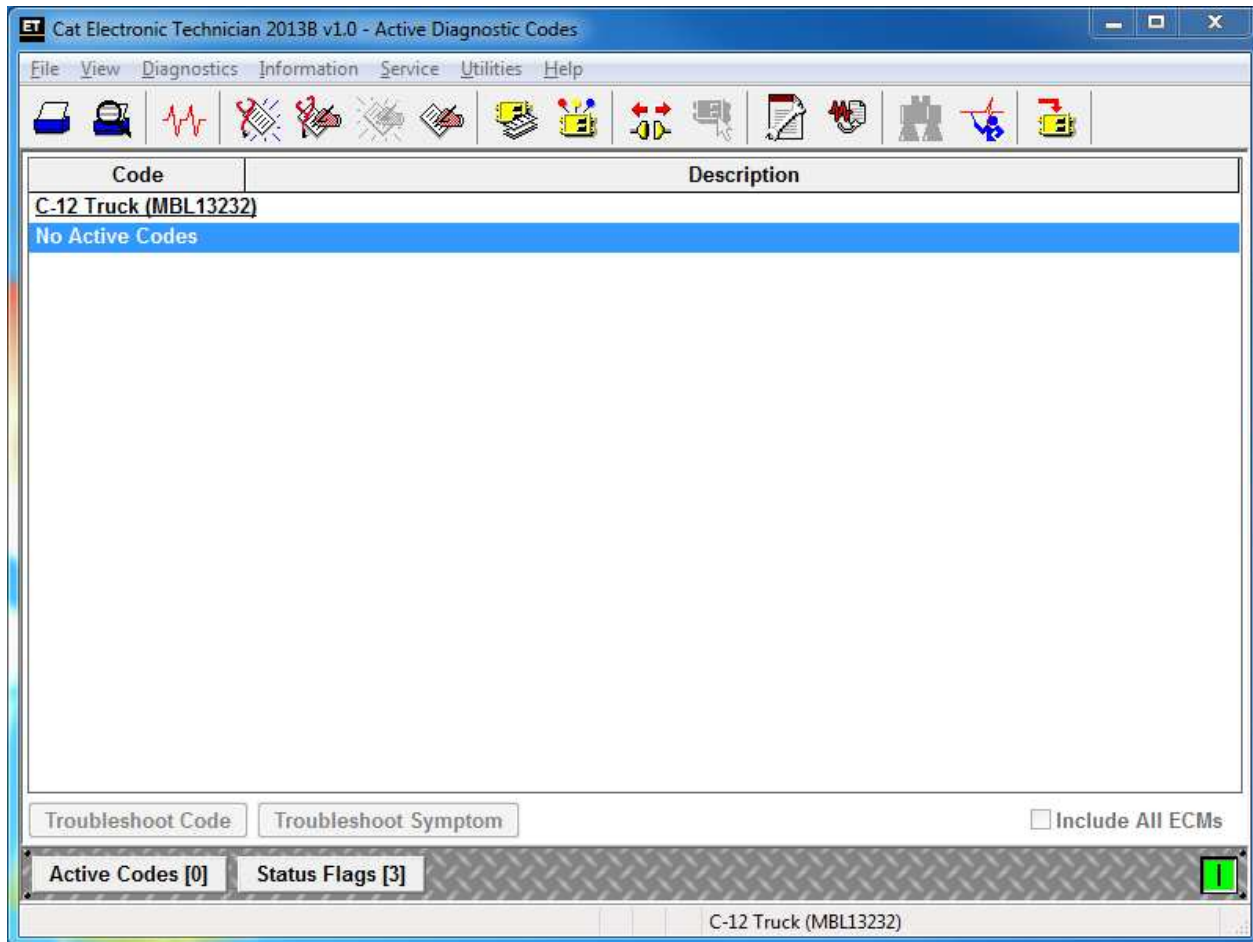 ET Cat Electronic Technician 2013B v1.0 - Active Diagnostic Codes
File View Diagnostics Information Service Utilities Help
Code Description
C-12 Truck (MBL13232)
No Active Codes
Troubleshoot Code Troubleshoot Symptom Include All ECMs
Active Codes [0] Status Flags [3]
C-12 Truck (MBL13232)